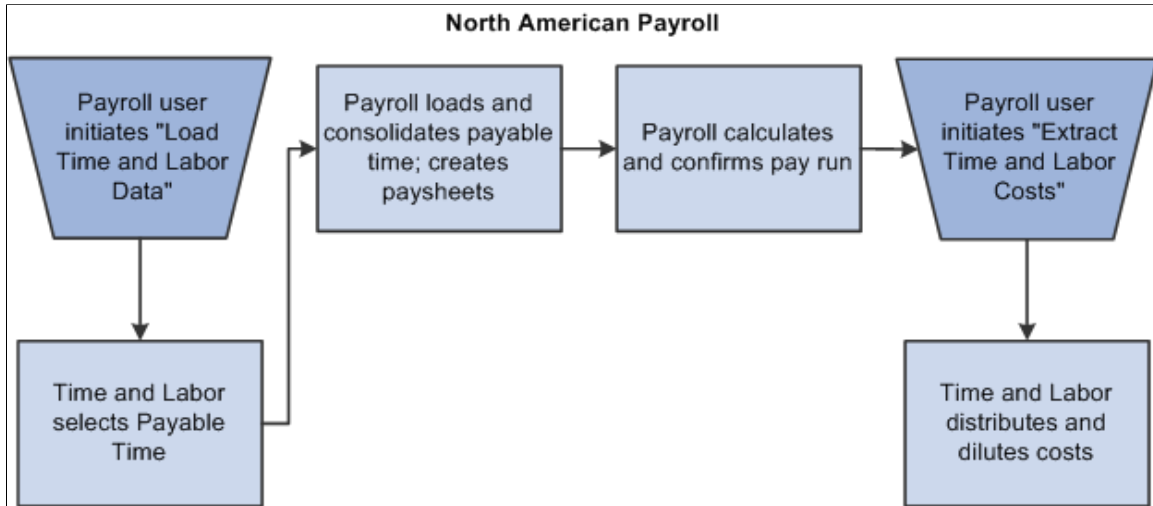 North American Payroll
Payroll user
initiates "Load
Time and Labor
Data"
Time and Labor
selects Payable
Time
Payroll loads and
consolidates payable
time; creates
paysheets
Payroll calculates
and confirms pay run
Payroll user
initiates "Extract
Time and Labor
Costs"
Time and Labor
distributes and
dilutes costs